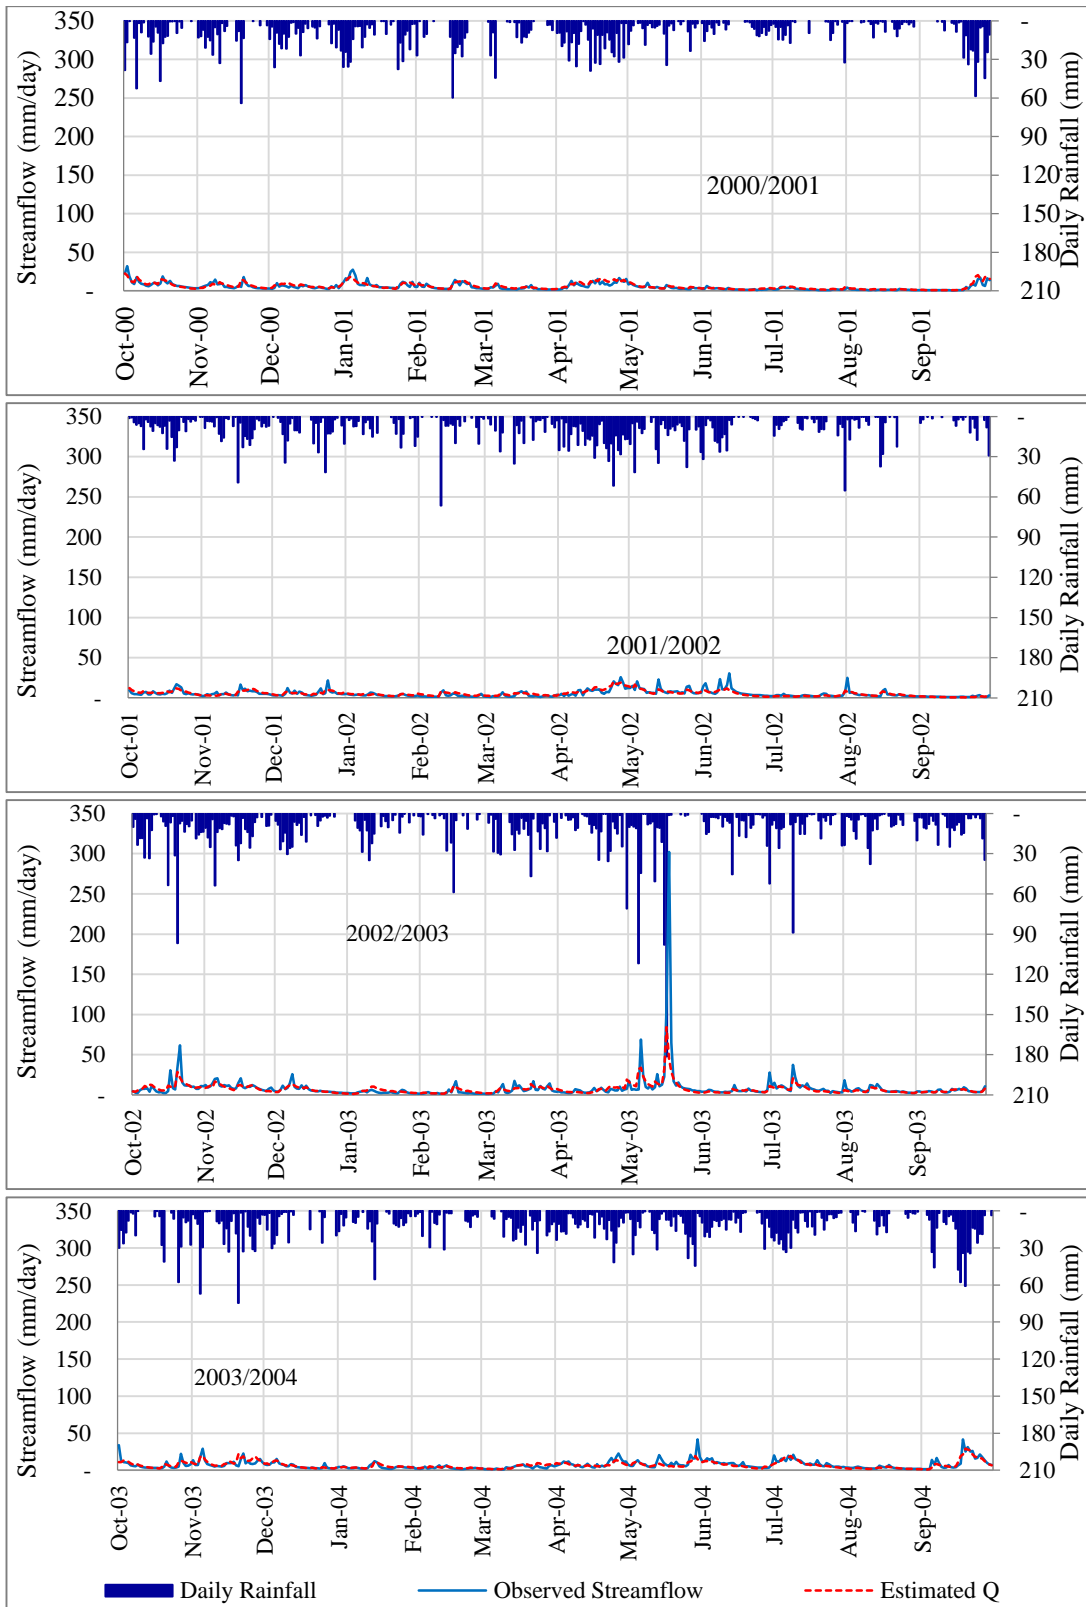 Streamflow (mm/day)
350
300
250
200
150
100
50
-
-
30
60
90
120
150
180
210
Daily Rainfall (mm)
2000/2001
Oct-00
Nov-00
Dec-00
Jan-01
Feb-01
Mar-01
Apr-01
May-01
Jun-01
Jul-01
Aug-01
Sep-01
Streamflow (mm/day)
350
300
250
200
150
100
50
-
-
30
60
90
120
150
180
210
Daily Rainfall (mm)
2001/2002
Oct-01
Nov-01
Dec-01
Jan-02
Feb-02
Mar-02
Apr-02
May-02
Jun-02
Jul-02
Aug-02
Sep-02
Streamflow (mm/day)
350
300
250
200
150
100
50
-
-
30
60
90
120
150
180
210
Daily Rainfall (mm)
2002/2003
Oct-02
Nov-02
Dec-02
Jan-03
Feb-03
Mar-03
Apr-03
May-03
Jun-03
Jul-03
Aug-03
Sep-03
Streamflow (mm/day)
350
300
250
200
150
100
50
-
-
30
60
90
120
150
180
210
Daily Rainfall (mm)
2003/2004
Oct-03
Nov-03
Dec-03
Jan-04
Feb-04
Mar-04
Apr-04
May-04
Jun-04
Jul-04
Aug-04
Sep-04
Daily Rainfall
Observed Streamflow
Estimated Q